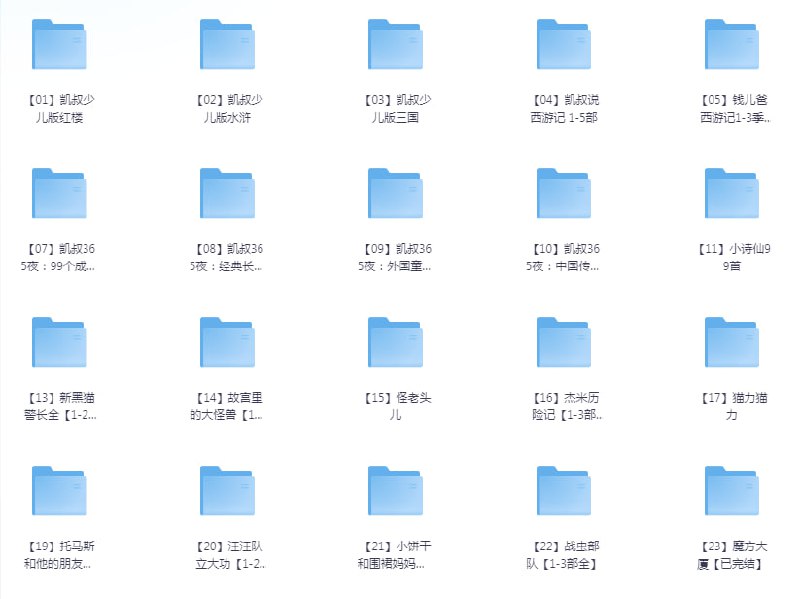 【01】凯叔少
儿版红楼
【02】凯叔少
儿版水浒
【03】凯叔少
儿版三国
【04】凯叔说
西游记 1-5部
【05】钱儿爸
西游记1-3季...
【07】凯叔36
5夜：99个成...
【08】凯叔36
5夜：经典长...
【09】凯叔36
5夜：外国童...
【10】凯叔36
5夜：中国传...
【11】小诗仙9
9首
【13】新黑猫
警长全【1-2...
【14】故宫里
的大怪兽【1...
【15】怪老头
儿
【16】杰米历
险记【1-3部..
【17】猫力猫
力
【19】托马斯
和他的朋友...
【20】汪汪队
立大功【1-2..
【21】小饼干
和围裙妈妈...
【22】战虫部
队【1-3部全】
【23】魔方大
厦【已完结】